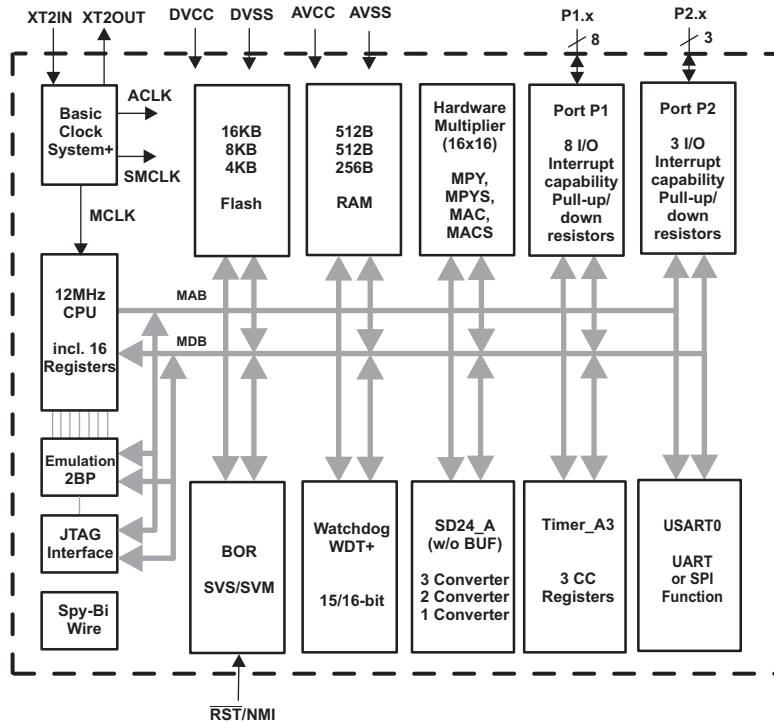 XT2IN XT2OUT DVCC DVSS AVCC AVSS P1.x P2.x
8 3
Basic
Clock
System+
ACLK
SMCLK
MCLK
16KB
8KB
4KB
Flash
512B
512B
256B
RAM
Hardware
Multiplier
(16x16)
MPY,
MPYS,
MAC,
MACS
Port P1
8 I/O
Interrupt
capability
Pull-up/
down
resistors
Port P2
3 I/O
Interrupt
capability
Pull-up/
down
resistors
12MHz
CPU
incl. 16
Registers
MAB
MDB
Emulation
2BP
JTAG
Interface
Spy-Bi
Wire
BOR
SVS/SVM
Watchdog
WDT+
15/16-bit
SD24_A
(w/o BUF)
3 Converter
2 Converter
1 Converter
Timer_A3
3 CC
Registers
USART0
UART
or SPI
Function
RST/NMI